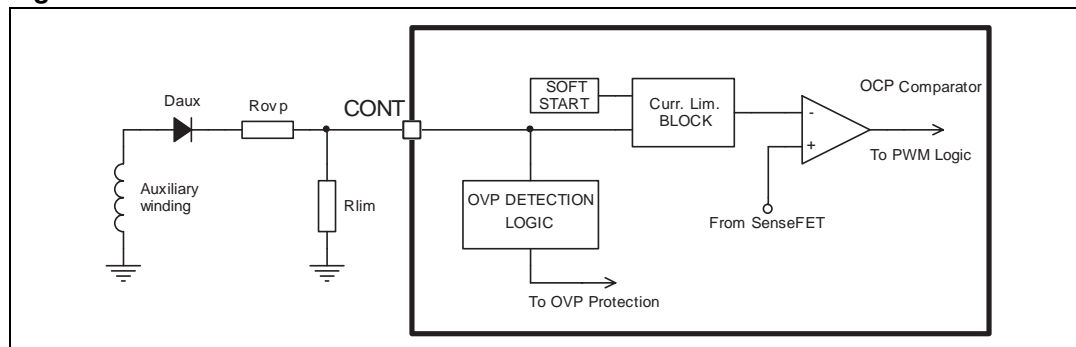 Daux
Rovp
CONT
SOFT
START
Curr. Lim.
BLOCK
OCP Comparator
-
+
To PWM Logic
Auxiliary
winding
Rlim
OVP DETECTION
LOGIC
From SenseFET
To OVP Protection